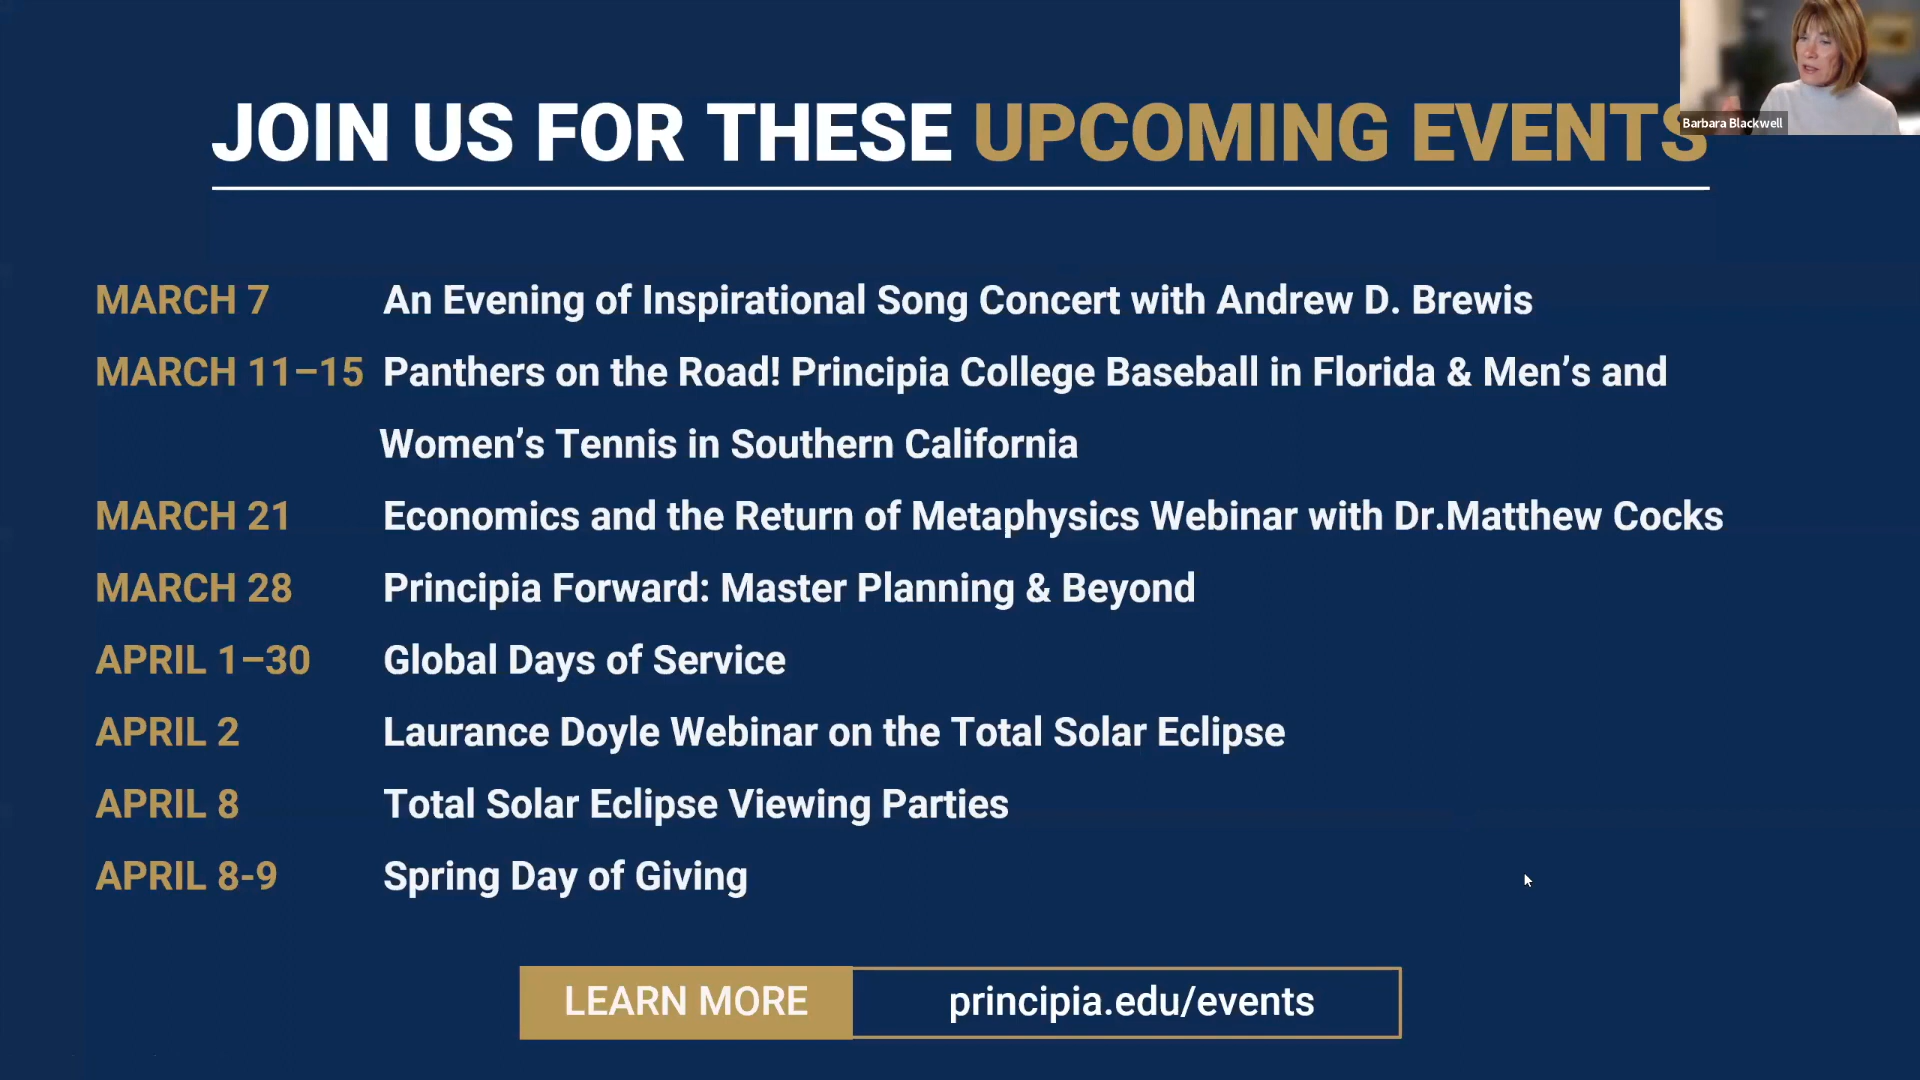 JOIN US FOR THESE UPCOMING EVENTS
Barbara Blackwell
MARCH 7 An Evening of Inspirational Song Concert with Andrew D. Brewis
MARCH 11–15 Panthers on the Road! Principia College Baseball in Florida & Men’s and
Women’s Tennis in Southern California
MARCH 21 Economics and the Return of Metaphysics Webinar with Dr.Matthew Cocks
MARCH 28 Principia Forward: Master Planning & Beyond
APRIL 1–30 Global Days of Service
APRIL 2 Laurance Doyle Webinar on the Total Solar Eclipse
APRIL 8 Total Solar Eclipse Viewing Parties
APRIL 8-9 Spring Day of Giving
LEARN MORE principia.edu/events